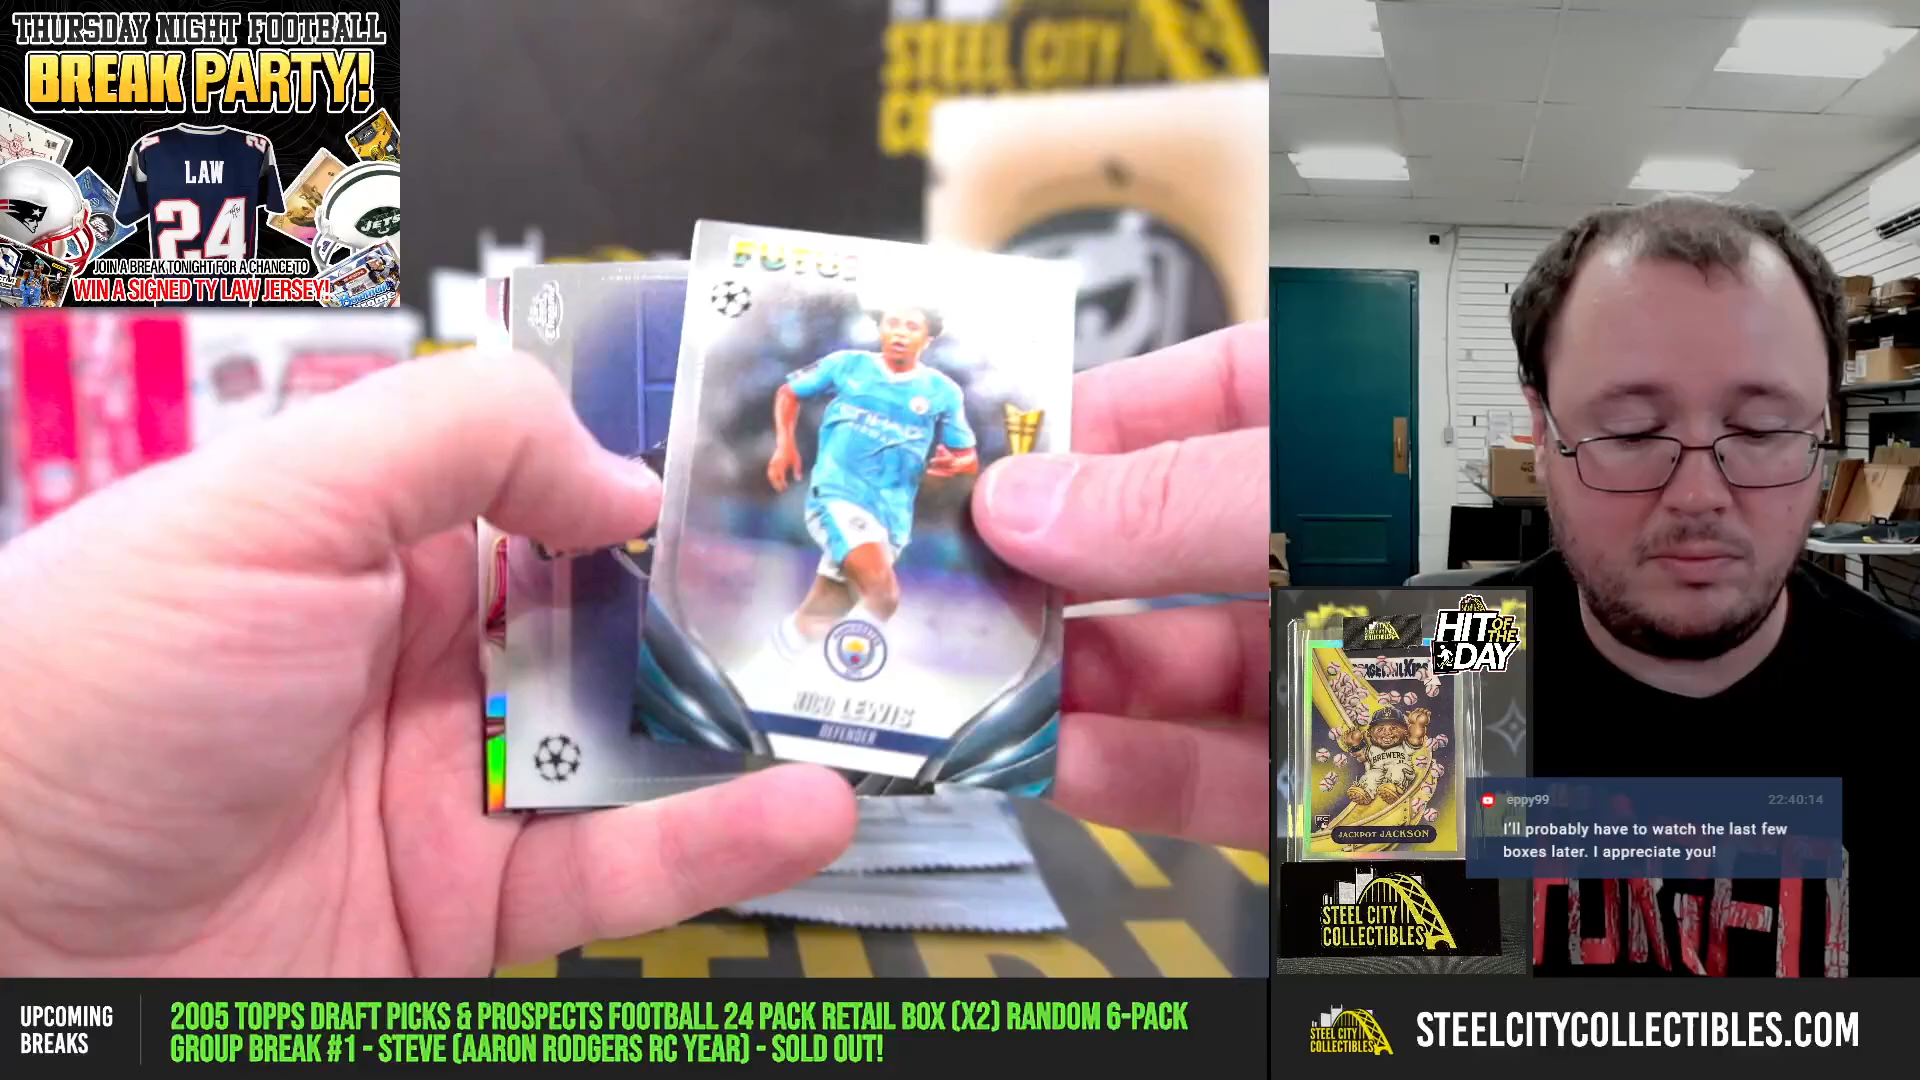 THURSDAY NIGHT FOOTBALL
BREAK PARTY!
LAW
24
JETS
JOIN A BREAK TONIGHT FOR A CHANCE TO
WIN A SIGNED TY LAW JERSEY!
STEEL CITY
NICO LEWIS
DEFENDER
HIT OF THE DAY
BREWERS
RC
JACKPOT JACKSON
STEEL CITY
COLLECTIBLES
eppy99 22:40:14
I'll probably have to watch the last few
boxes later. I appreciate you!
UPCOMING
BREAKS
2005 TOPPS DRAFT PICKS & PROSPECTS FOOTBALL 24 PACK RETAIL BOX (X2) RANDOM 6-PACK
GROUP BREAK #1 - STEVE (AARON RODGERS RC YEAR) - SOLD OUT!
STEEL CITY
COLLECTIBLES
STEELCITYCOLLECTIBLES.COM